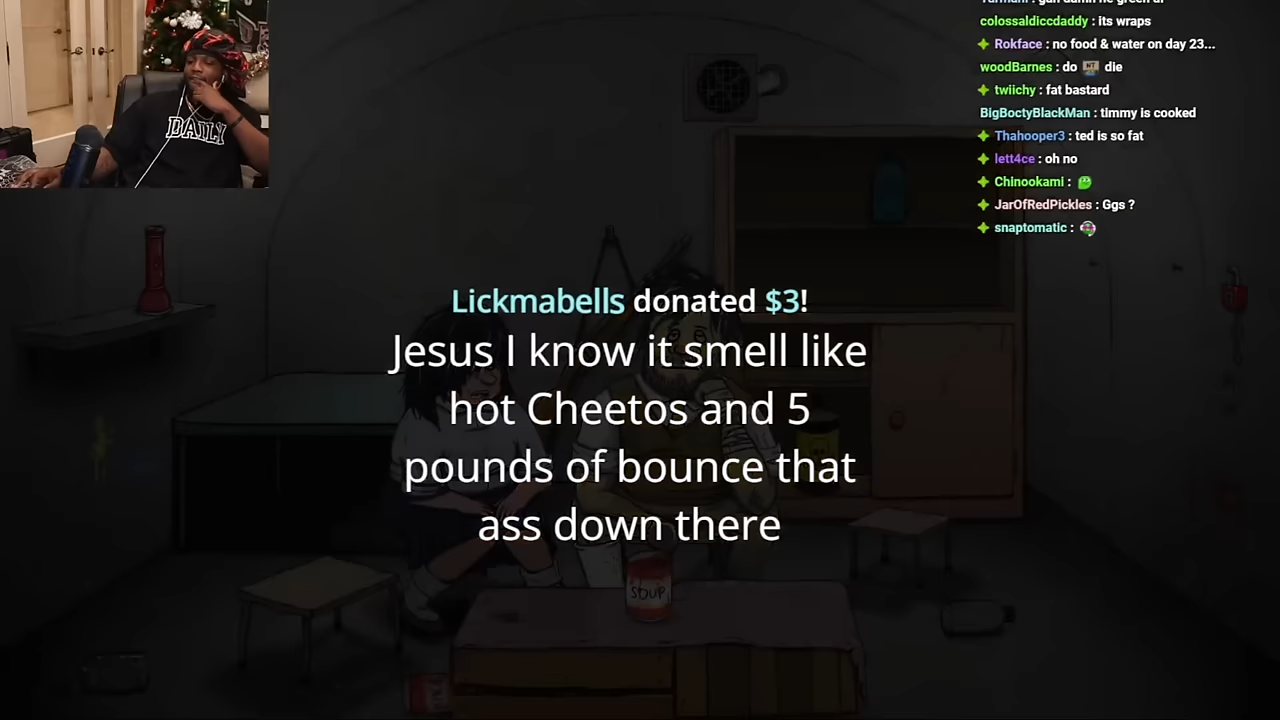 colossaldiccdaddy : its wraps
Rokface : no food & water on day 23...
woodBarnes : do die
twiichy : fat bastard
BigBoctyBlackMan : timmy is cooked
Thahooper3 : ted is so fat
lett4ce : oh no
Chinookami :
JarOfRedPickles : Ggs ?
snaptomatic :
DAILY
Lickmabells donated $3!
Jesus I know it smell like
hot Cheetos and 5
pounds of bounce that
ass down there
SOUP